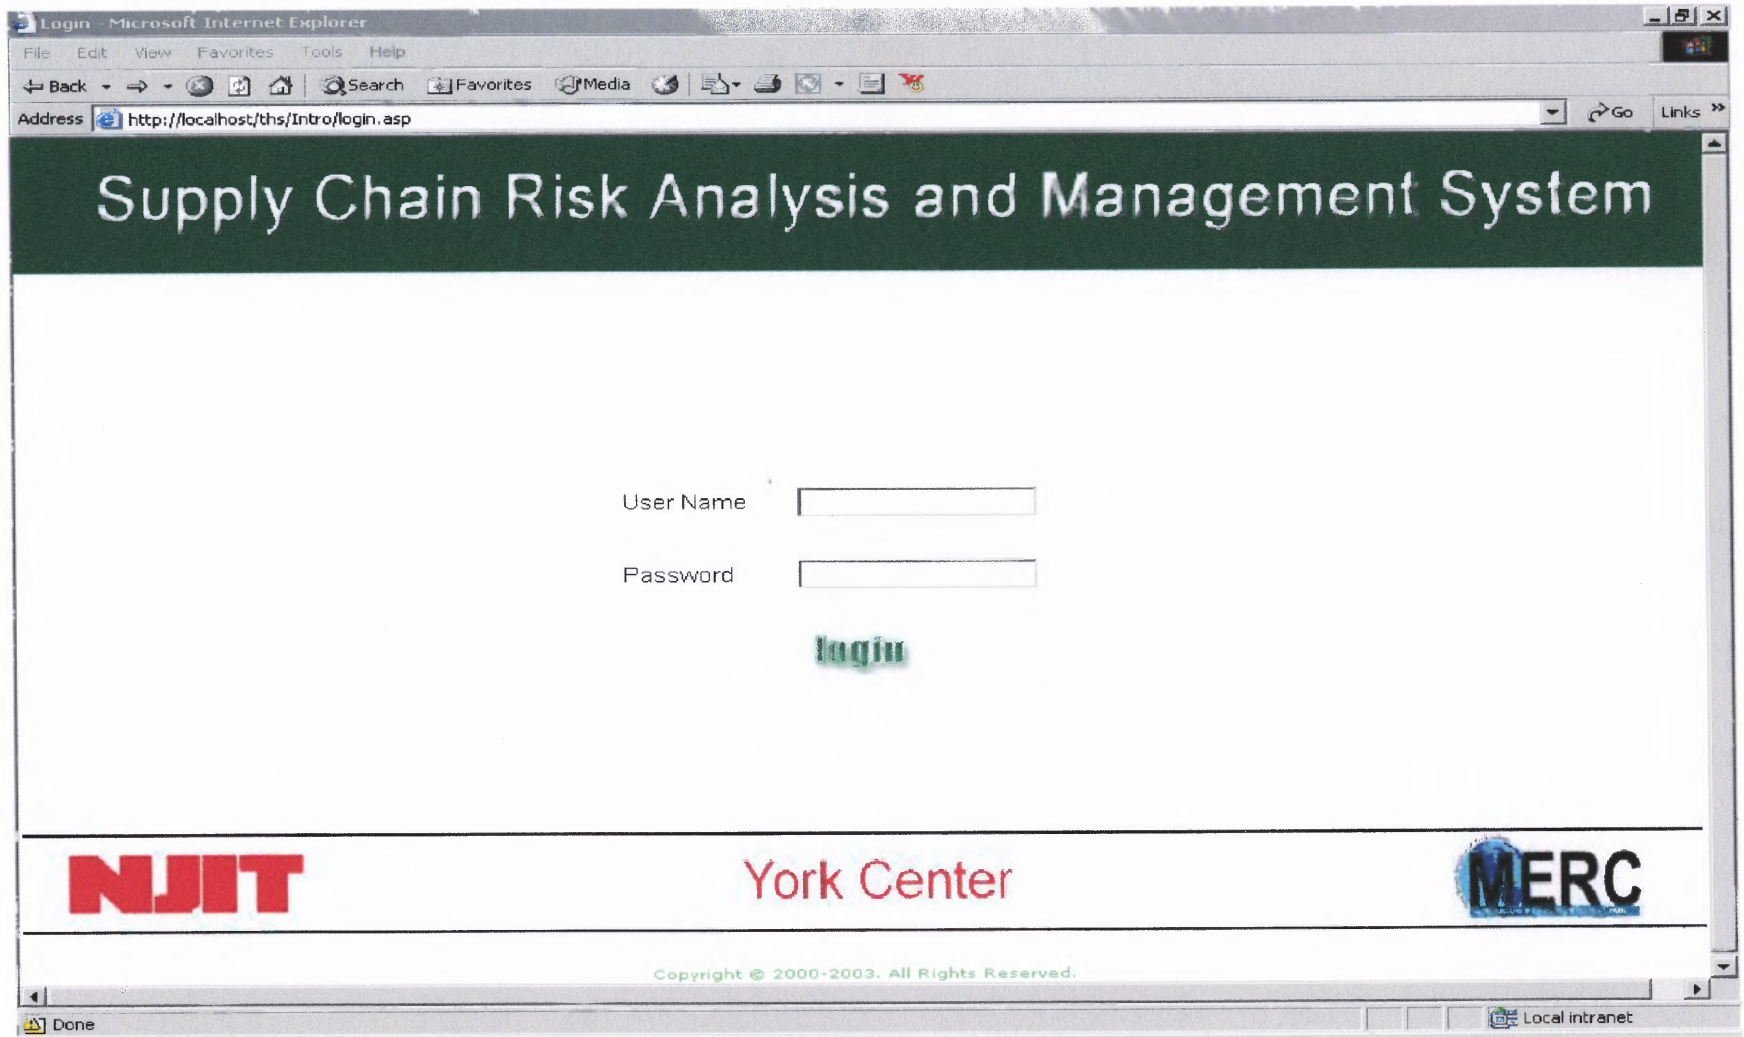 Login - Microsoft Internet Explorer
File Edit View Favorites Tools Help
Back Search Favorites Media
Address http://localhost/ths/Intro/login.asp Go Links »
Supply Chain Risk Analysis and Management System
User Name
Password
login
NJIT York Center MERC
Copyright © 2000-2003. All Rights Reserved.
Done Local intranet